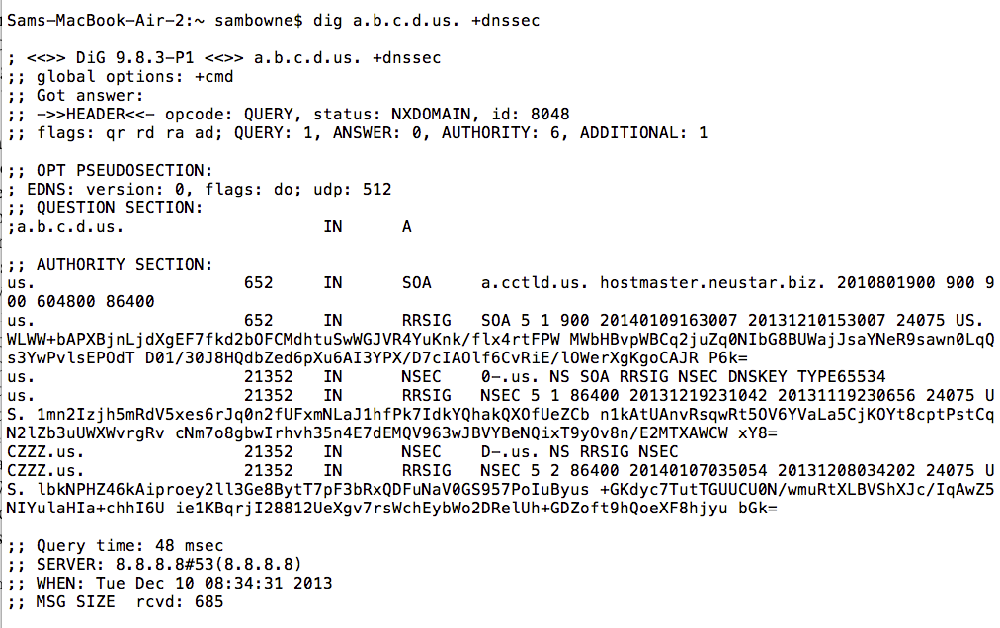 Sams-MacBook-Air-2:~ sambowne$ dig a.b.c.d.us. +dnssec
; <<>> DiG 9.8.3-P1 <<>> a.b.c.d.us. +dnssec
;; global options: +cmd
;; Got answer:
;; ->>HEADER<<- opcode: QUERY, status: NXDOMAIN, id: 8048
;; flags: qr rd ra ad; QUERY: 1, ANSWER: 0, AUTHORITY: 6, ADDITIONAL: 1
;; OPT PSEUDOSECTION:
; EDNS: version: 0, flags: do; udp: 512
;; QUESTION SECTION:
;a.b.c.d.us. IN A
;; AUTHORITY SECTION:
us. 652 IN SOA a.cctld.us. hostmaster.neustar.biz. 2010801900 900 9
00 604800 86400
us. 652 IN RRSIG SOA 5 1 900 20140109163007 20131210153007 24075 US.
WLWW+bAPXBjnLjdXgEF7fkd2bOFCMdhtuSwWGJVR4YuKnk/flx4rtFPW MWbHBvpWBCq2juZq0NIbG8BUWajJsaYNeR9sawn0LqQ
s3YwPvlsEPOdT D01/30J8HQdbZed6pXu6AI3YPX/D7cIAOlf6CvRiE/lOWerXgKgoCAJR P6k=
us. 21352 IN NSEC 0-.us. NS SOA RRSIG NSEC DNSKEY TYPE65534
us. 21352 IN RRSIG NSEC 5 1 86400 20131219231042 20131119230656 24075 U
S. 1mn2Izjh5mRdV5xes6rJq0n2fUFxmNLaJ1hfPk7IdkYQhakQXOfUeZCb n1kAtUAnvRsqwRt5OV6YVaLa5CjKOYt8cptPstCq
N2lZb3uUWXWvrgRv cNm7o8gbwIrhvh35n4E7dEMQV963wJBVYBeNQixT9yOv8n/E2MTXAWCW xY8=
CZZZ.us. 21352 IN NSEC D-.us. NS RRSIG NSEC
CZZZ.us. 21352 IN RRSIG NSEC 5 2 86400 20140107035054 20131208034202 24075 U
S. lbkNPHZ46kAiproey2ll3Ge8BytT7pF3bRxQDFuNaV0GS957PoIuByus +GKdyc7TutTGUUCU0N/wmuRtXLBVShXJc/IqAwZ5
NIYulaHIa+chhI6U ie1KBqrjI28812UeXgv7rsWchEybWo2DRelUh+GDZoft9hQoeXF8hjyu bGk=
;; Query time: 48 msec
;; SERVER: 8.8.8.8#53(8.8.8.8)
;; WHEN: Tue Dec 10 08:34:31 2013
;; MSG SIZE rcvd: 685